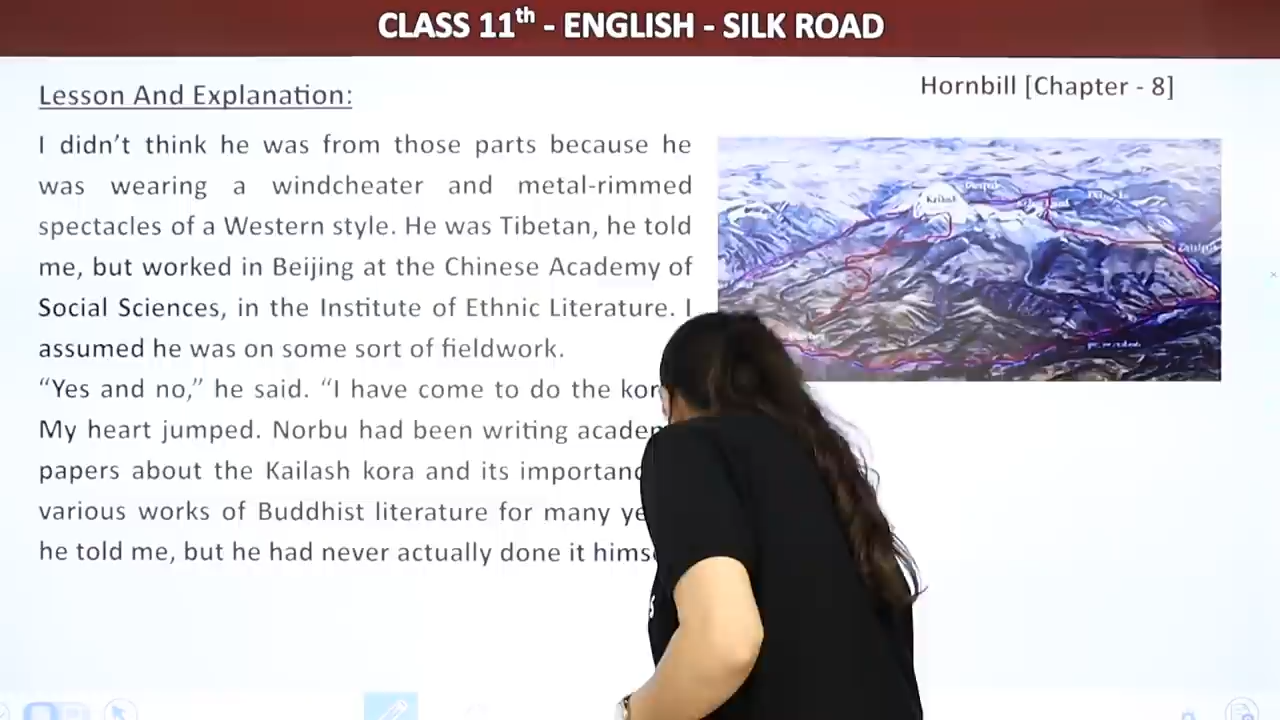 CLASS 11th - ENGLISH - SILK ROAD
Hornbill [Chapter - 8]
Lesson And Explanation:
I didn't think he was from those parts because he
was wearing a windcheater and metal-rimmed
spectacles of a Western style. He was Tibetan, he told
me, but worked in Beijing at the Chinese Academy of
Social Sciences, in the Institute of Ethnic Literature. I
assumed he was on some sort of fieldwork.
“Yes and no,” he said. “I have come to do the
My heart jumped. Norbu had been writing
papers about the Kailash kora and its
various works of Buddhist literature for many
he told me, but he had never actually done it
Kailash